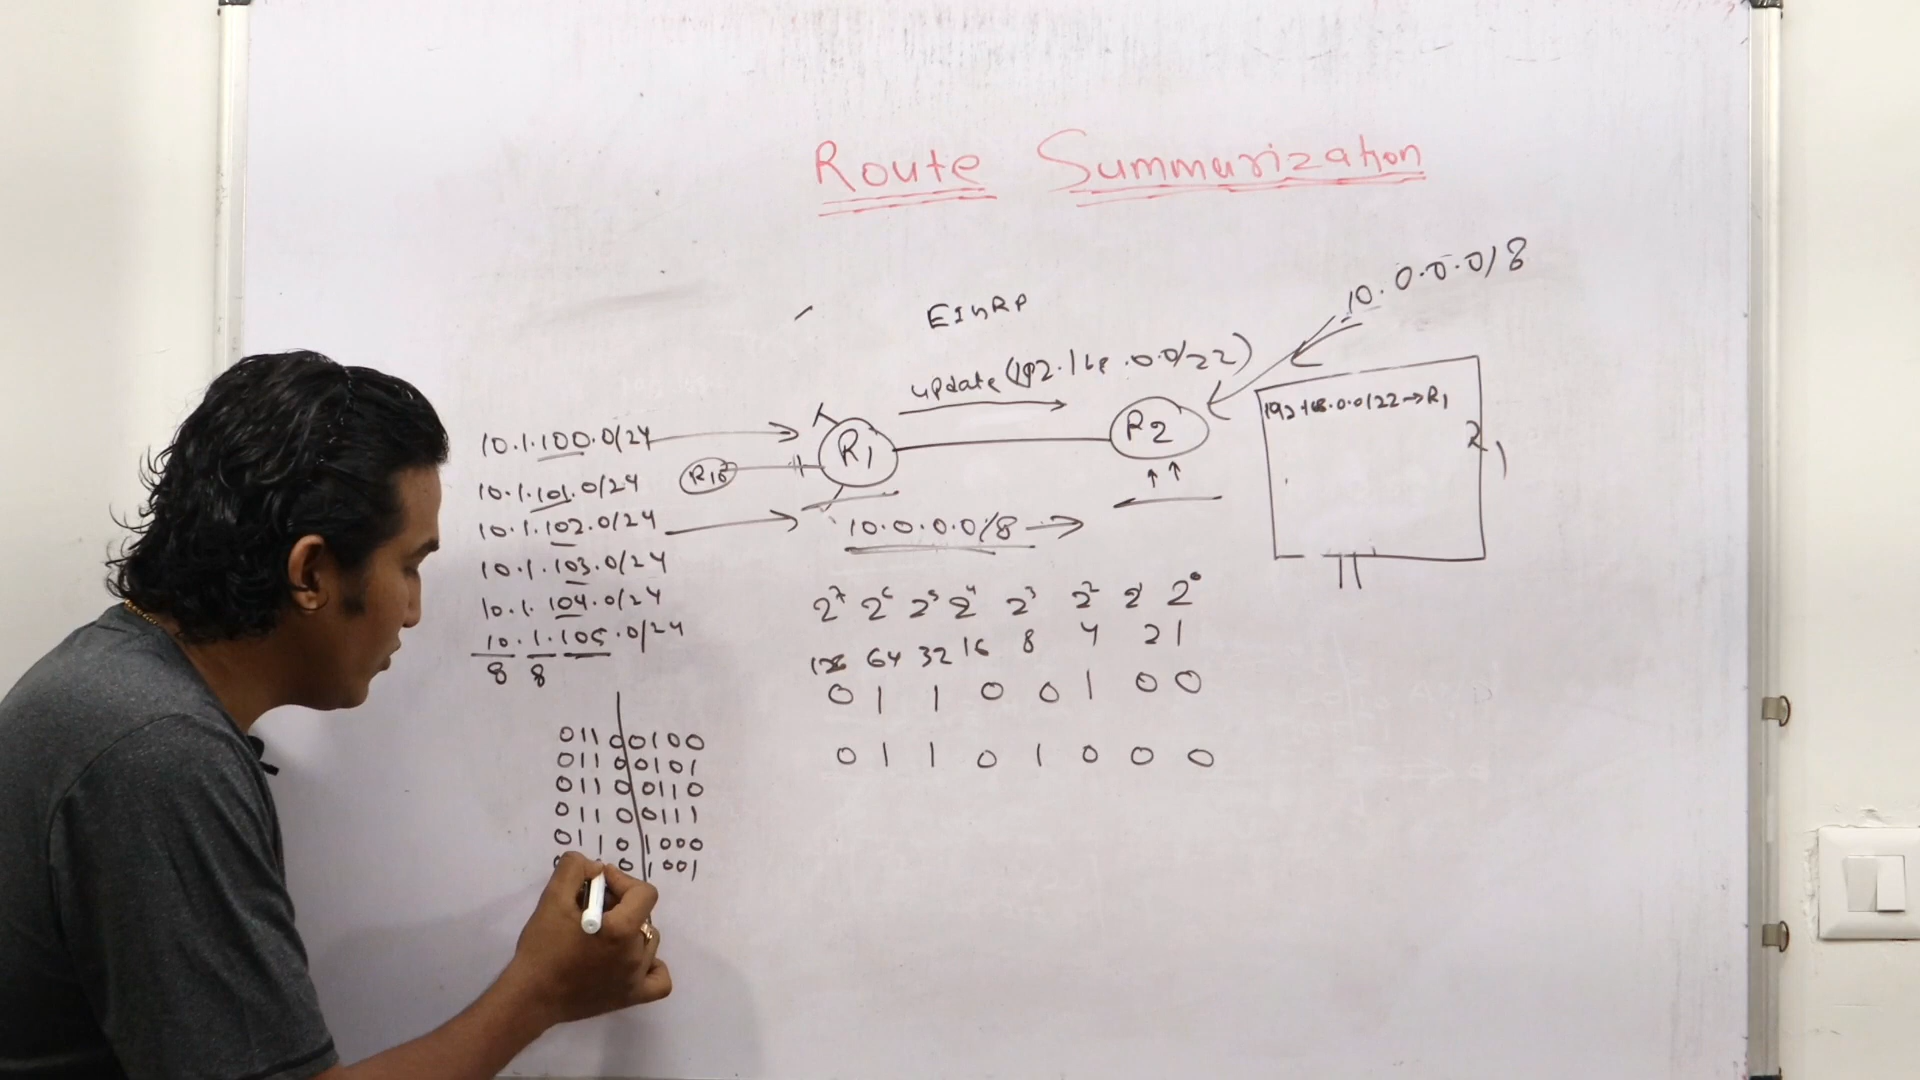 Route Summarization
10.0.0.0/8
EIGRP
update (192.168.0.0/22)
192.168.0.0/22→R1
10.1.100.0/24
10.1.101.0/24
10.1.102.0/24
10.1.103.0/24
10.1.104.0/24
10.1.105.0/24
8 8
R10
R1
R2
10.0.0.0/8
2⁷ 2⁶ 2⁵ 2⁴ 2³ 2² 2¹ 2⁰
128 64 32 16 8 4 2 1
0 1 1 0 0 1 0 0
0 1 1 0 1 0 0 0
01100100
01100101
01100110
01100111
01101000
0 1001